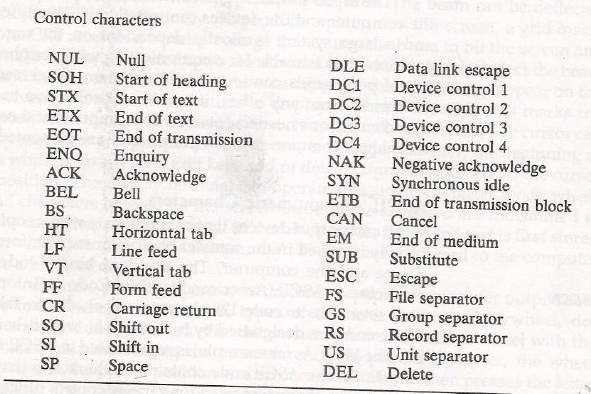 Control characters
NUL Null
SOH Start of heading
STX Start of text
ETX End of text
EOT End of transmission
ENQ Enquiry
ACK Acknowledge
BEL Bell
BS Backspace
HT Horizontal tab
LF Line feed
VT Vertical tab
FF Form feed
CR Carriage return
SO Shift out
SI Shift in
SP Space
DLE Data link escape
DC1 Device control 1
DC2 Device control 2
DC3 Device control 3
DC4 Device control 4
NAK Negative acknowledge
SYN Synchronous idle
ETB End of transmission block
CAN Cancel
EM End of medium
SUB Substitute
ESC Escape
FS File separator
GS Group separator
RS Record separator
US Unit separator
DEL Delete